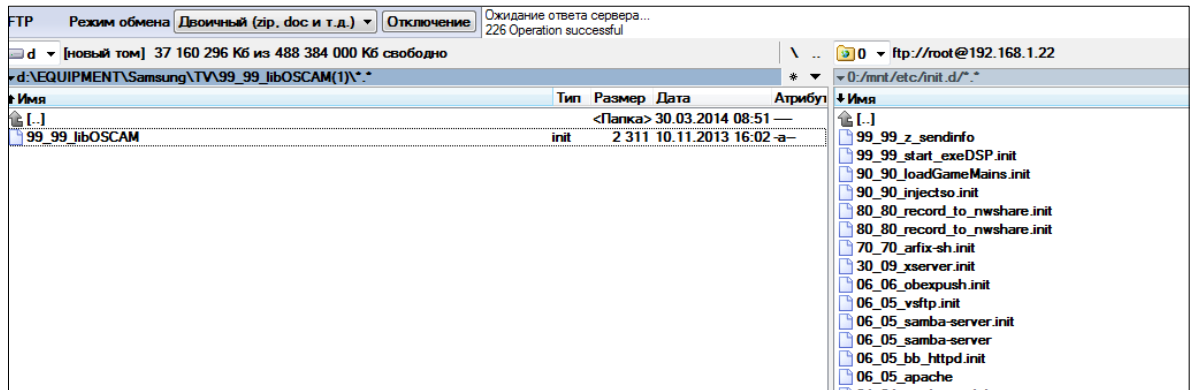 FTP Режим обмена Двоичный (zip, doc и т.д.) Отключение Ожидание ответа сервера...
226 Operation successful
d [новый том] 37 160 296 Кб из 488 384 000 Кб свободно \ ..
d:\EQUIPMENT\Samsung\TV\99_99_libOSCAM(1)\*.* * ▼
Имя Тип Размер Дата Атрибут
[..] <Папка> 30.03.2014 08:51 ----
99_99_libOSCAM init 2 311 10.11.2013 16:02 -a--
0 ftp://root@192.168.1.22
0:/mnt/etc/init.d/*.*
Имя
[..]
99_99_z_sendinfo
99_99_start_exeDSP.init
90_90_loadGameMains.init
90_90_injectso.init
80_80_record_to_nwshare.init
80_80_record_to_nwshare.init
70_70_arfix-sh.init
30_09_xserver.init
06_06_obexpush.init
06_05_vsftp.init
06_05_samba-server.init
06_05_samba-server
06_05_bb_httpd.init
06_05_apache